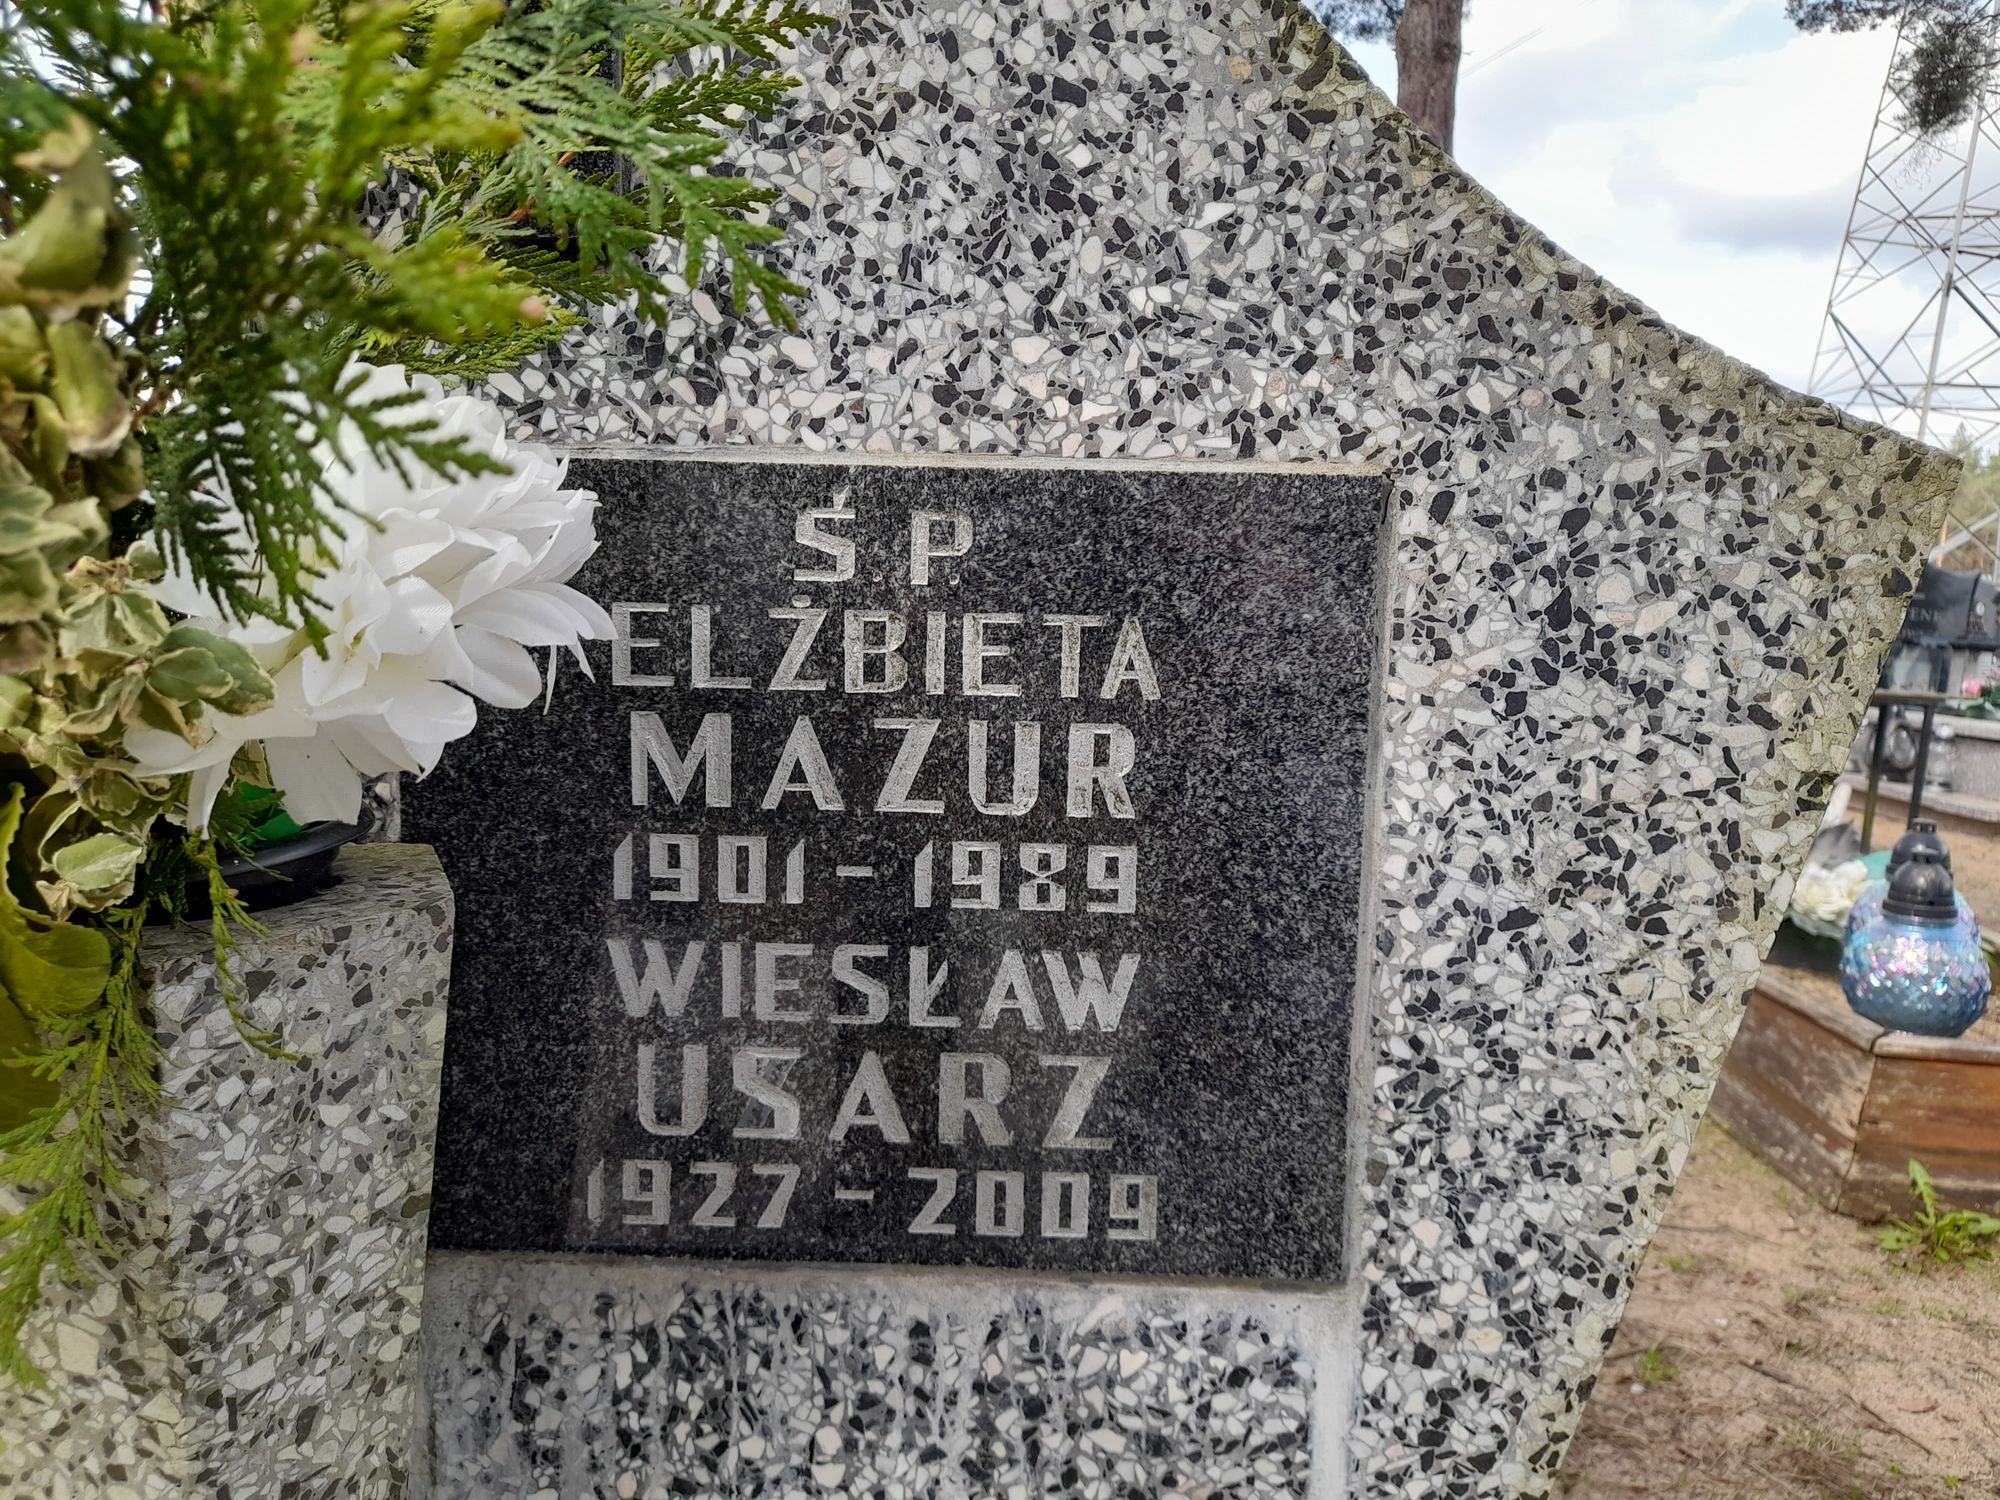 Ś.P.
ELŻBIETA
MAZUR
1901 - 1989
WIESŁAW
USARZ
1927 - 2009